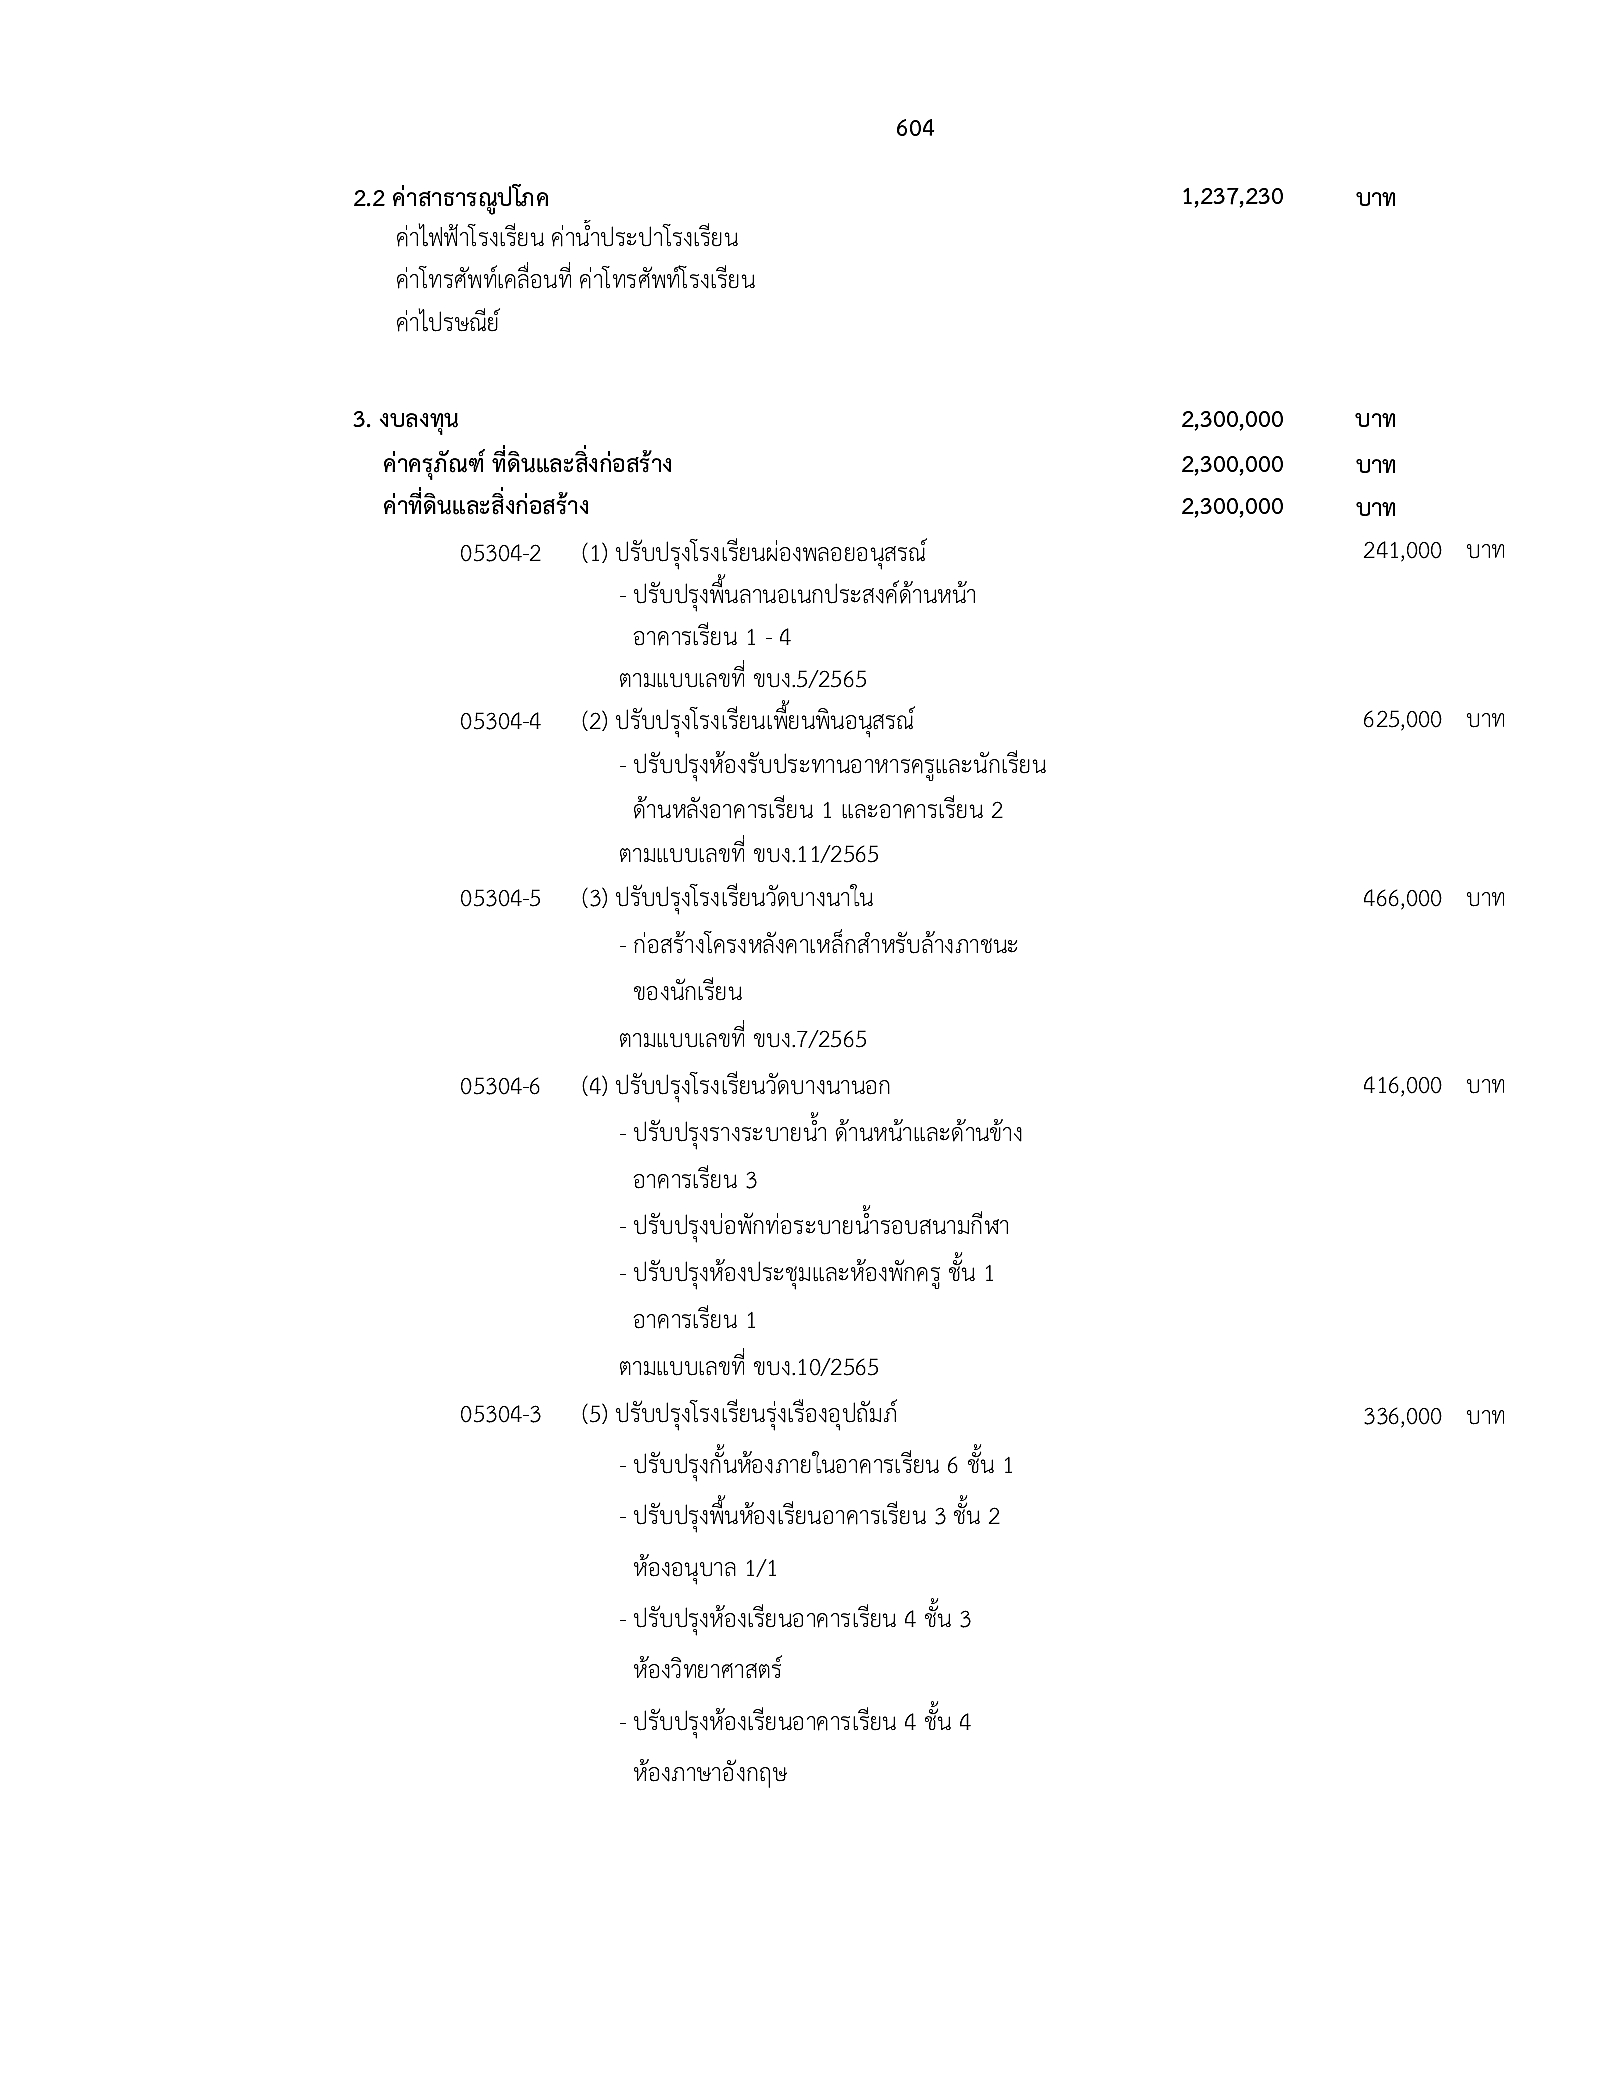 604
2.2 ค่าสาธารณูปโภค 1,237,230 บาท
ค่าไฟฟ้าโรงเรียน ค่าน้ำประปาโรงเรียน
ค่าโทรศัพท์เคลื่อนที่ ค่าโทรศัพท์โรงเรียน
ค่าไปรษณีย์
3. งบลงทุน 2,300,000 บาท
ค่าครุภัณฑ์ ที่ดินและสิ่งก่อสร้าง 2,300,000 บาท
ค่าที่ดินและสิ่งก่อสร้าง 2,300,000 บาท
05304-2 (1) ปรับปรุงโรงเรียนผ่องพลอยอนุสรณ์ 241,000 บาท
- ปรับปรุงพื้นลานอเนกประสงค์ด้านหน้า
อาคารเรียน 1 - 4
ตามแบบเลขที่ ขบง.5/2565
05304-4 (2) ปรับปรุงโรงเรียนเพี้ยนพินอนุสรณ์ 625,000 บาท
- ปรับปรุงห้องรับประทานอาหารครูและนักเรียน
ด้านหลังอาคารเรียน 1 และอาคารเรียน 2
ตามแบบเลขที่ ขบง.11/2565
05304-5 (3) ปรับปรุงโรงเรียนวัดบางนาใน 466,000 บาท
- ก่อสร้างโครงหลังคาเหล็กสำหรับล้างภาชนะ
ของนักเรียน
ตามแบบเลขที่ ขบง.7/2565
05304-6 (4) ปรับปรุงโรงเรียนวัดบางนานอก 416,000 บาท
- ปรับปรุงรางระบายน้ำ ด้านหน้าและด้านข้าง
อาคารเรียน 3
- ปรับปรุงบ่อพักท่อระบายน้ำรอบสนามกีฬา
- ปรับปรุงห้องประชุมและห้องพักครู ชั้น 1
อาคารเรียน 1
ตามแบบเลขที่ ขบง.10/2565
05304-3 (5) ปรับปรุงโรงเรียนรุ่งเรืองอุปถัมภ์ 336,000 บาท
- ปรับปรุงกั้นห้องภายในอาคารเรียน 6 ชั้น 1
- ปรับปรุงพื้นห้องเรียนอาคารเรียน 3 ชั้น 2
ห้องอนุบาล 1/1
- ปรับปรุงห้องเรียนอาคารเรียน 4 ชั้น 3
ห้องวิทยาศาสตร์
- ปรับปรุงห้องเรียนอาคารเรียน 4 ชั้น 4
ห้องภาษาอังกฤษ